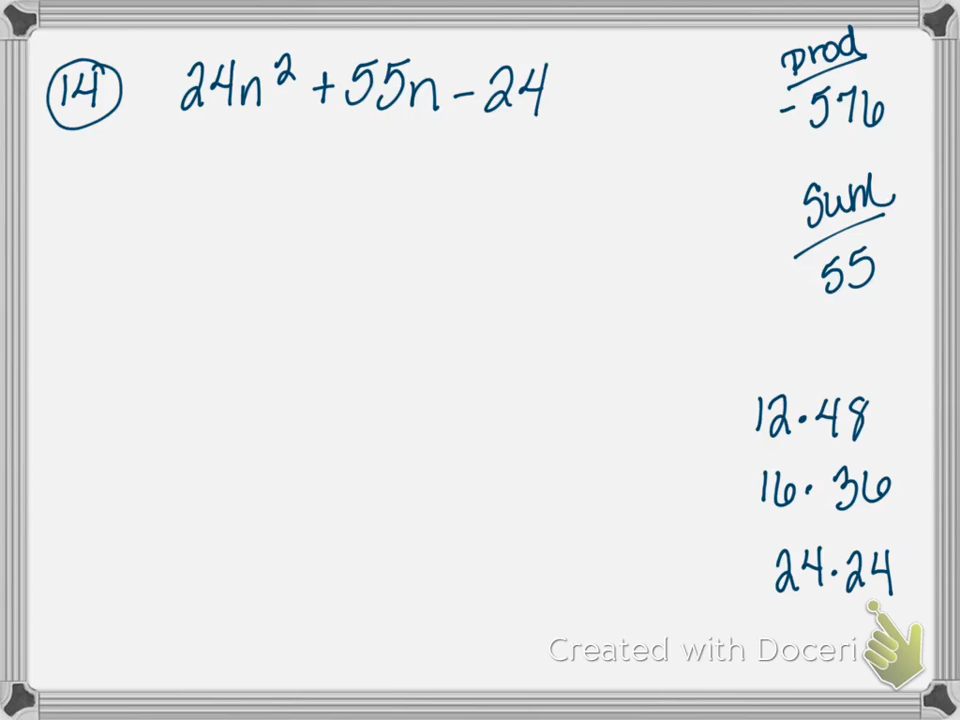 14 24n² + 55n - 24
prod
-576
Sum
55
12 · 48
16 · 36
24 · 24
Created with Doceri